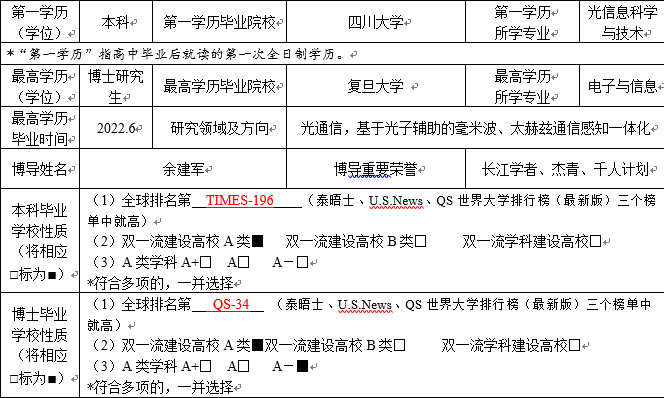 第一学历 本科 第一学历毕业院校 四川大学 第一学历 光信息科学
（学位） 所学专业 与技术
*“第一学历”指高中毕业后就读的第一次全日制学历。
最高学历 博士研究 最高学历毕业院校 复旦大学 最高学历 电子与信息
（学位） 生 所学专业
最高学历 2022.6 研究领域及方向 光通信，基于光子辅助的毫米波、太赫兹通信感知一体化
毕业时间
博导姓名 余建军 博导重要荣誉 长江学者、杰青、千人计划
本科毕业
学校性质
（将相应
□标为■）
（1）全球排名第 TIMES-196 （泰晤士、U.S.News、QS 世界大学排行榜（最新版）三个榜
单中就高）
（2）双一流建设高校 A 类■ 双一流建设高校 B 类□ 双一流学科建设高校□
（3）A 类学科 A+□ A□ A－□
*符合多项的，一并选择
博士毕业
学校性质
（将相应
□标为■）
（1）全球排名第 QS-34 （泰晤士、U.S.News、QS 世界大学排行榜（最新版）三个榜单中
就高）
（2）双一流建设高校 A 类■双一流建设高校 B 类□ 双一流学科建设高校□
（3）A 类学科 A+□ A□ A－■
*符合多项的，一并选择